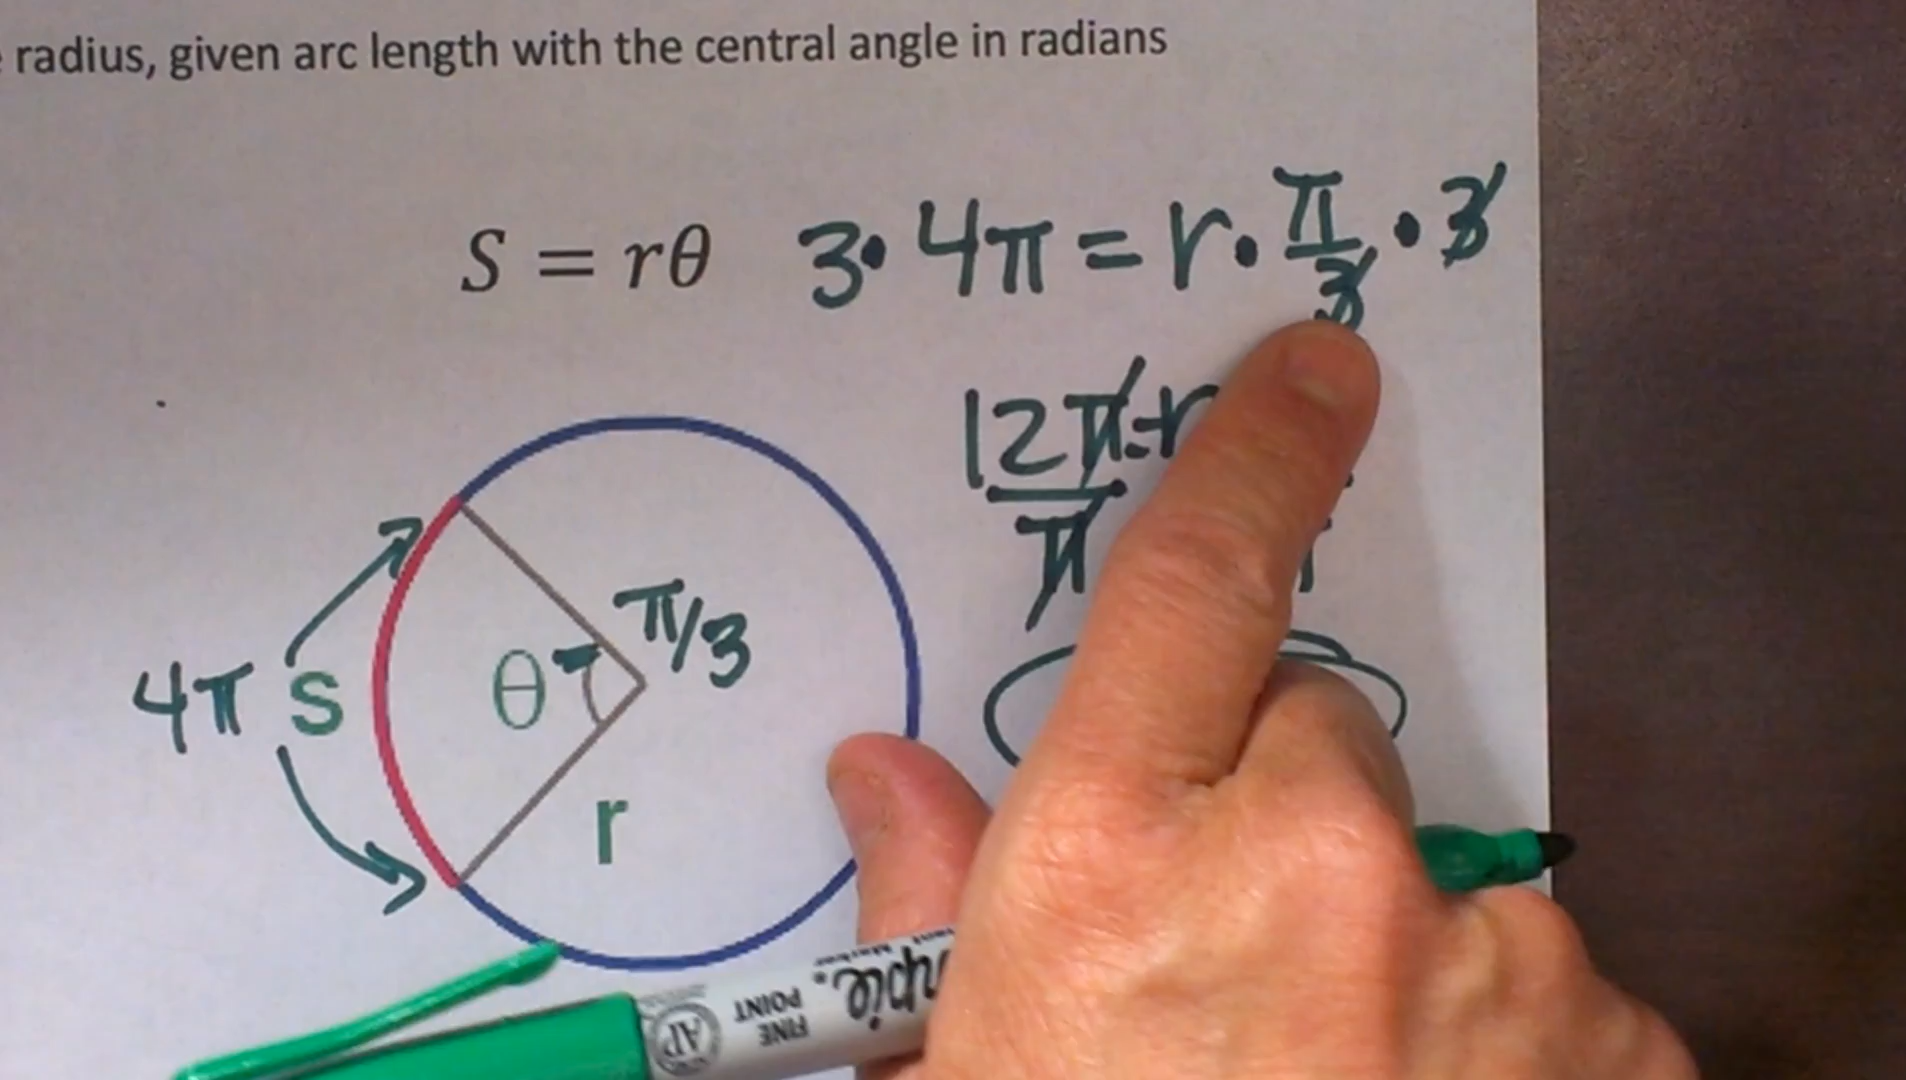 radius, given arc length with the central angle in radians
S = rθ 3·4π = r·π/3·3
12π=r
π
π/3
θ
4π S
r
FINE POINT
AP